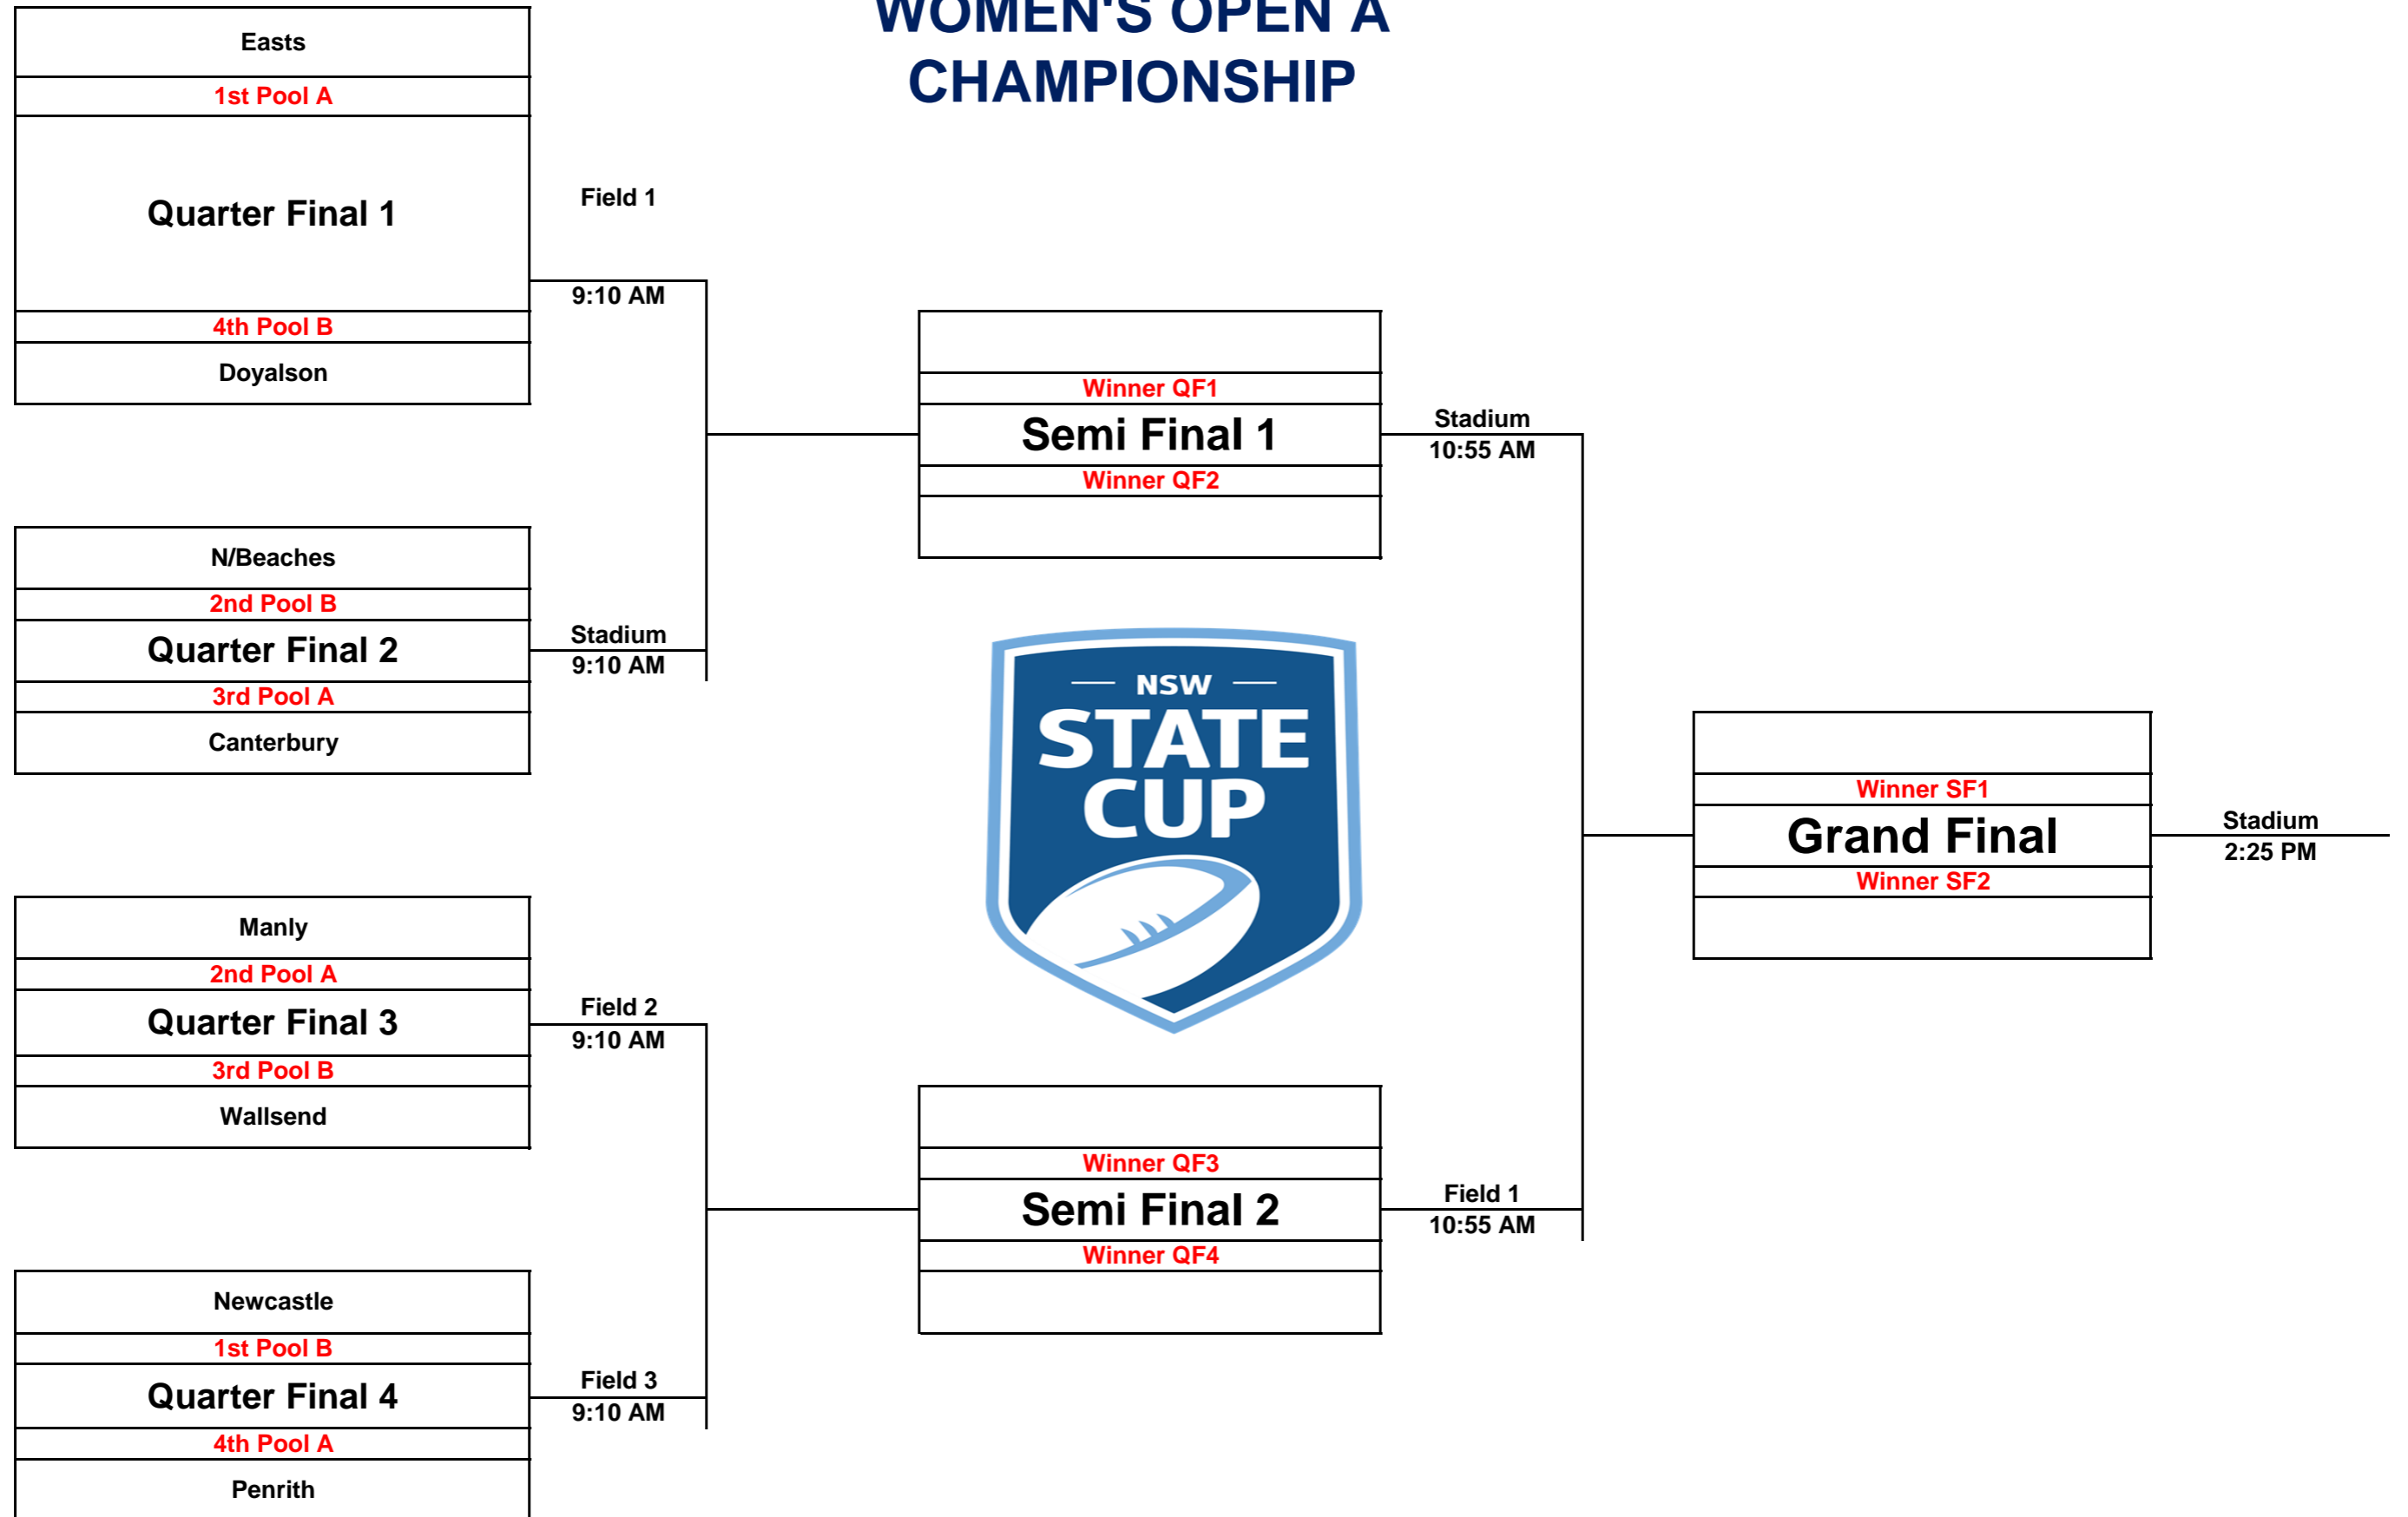 WOMEN'S OPEN A
CHAMPIONSHIP
Easts
1st Pool A
Quarter Final 1
Field 1
9:10 AM
4th Pool B
Doyalson
N/Beaches
2nd Pool B
Quarter Final 2
Stadium
9:10 AM
3rd Pool A
Canterbury
Manly
2nd Pool A
Quarter Final 3
Field 2
9:10 AM
3rd Pool B
Wallsend
Newcastle
1st Pool B
Quarter Final 4
Field 3
9:10 AM
4th Pool A
Penrith
Winner QF1
Semi Final 1
Stadium
10:55 AM
Winner QF2
NSW
STATE
CUP
Winner QF3
Semi Final 2
Field 1
10:55 AM
Winner QF4
Winner SF1
Grand Final
Stadium
2:25 PM
Winner SF2